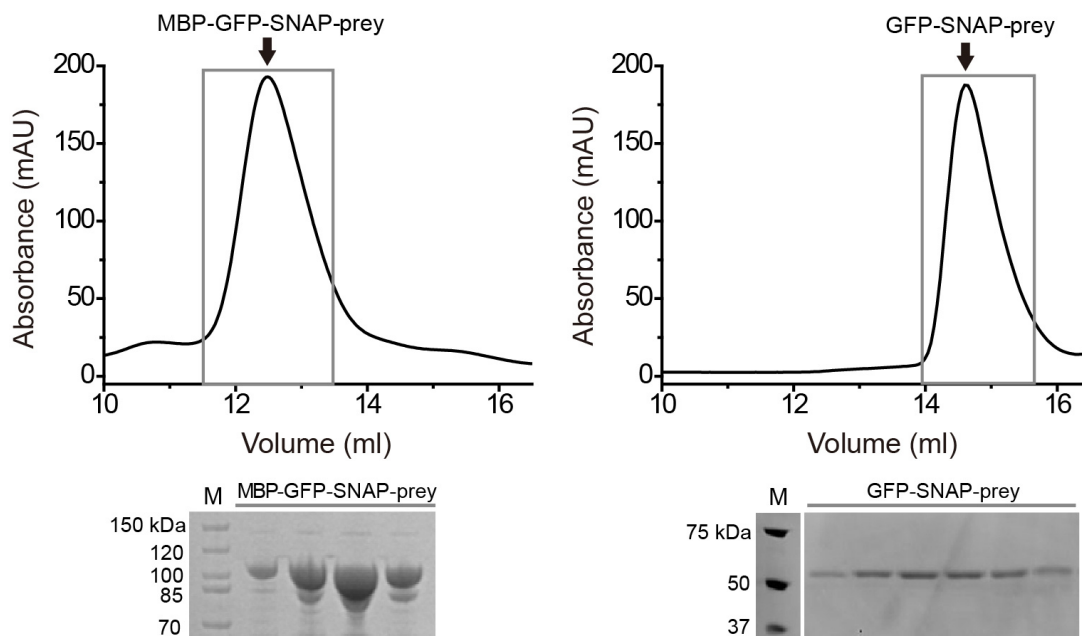 MBP-GFP-SNAP-prey
200
150
100
50
0
Absorbance (mAU)
10 12 14 16
Volume (ml)
M MBP-GFP-SNAP-prey
150 kDa
120
100
85
70
GFP-SNAP-prey
200
150
100
50
0
Absorbance (mAU)
10 12 14 16
Volume (ml)
M GFP-SNAP-prey
75 kDa
50
37